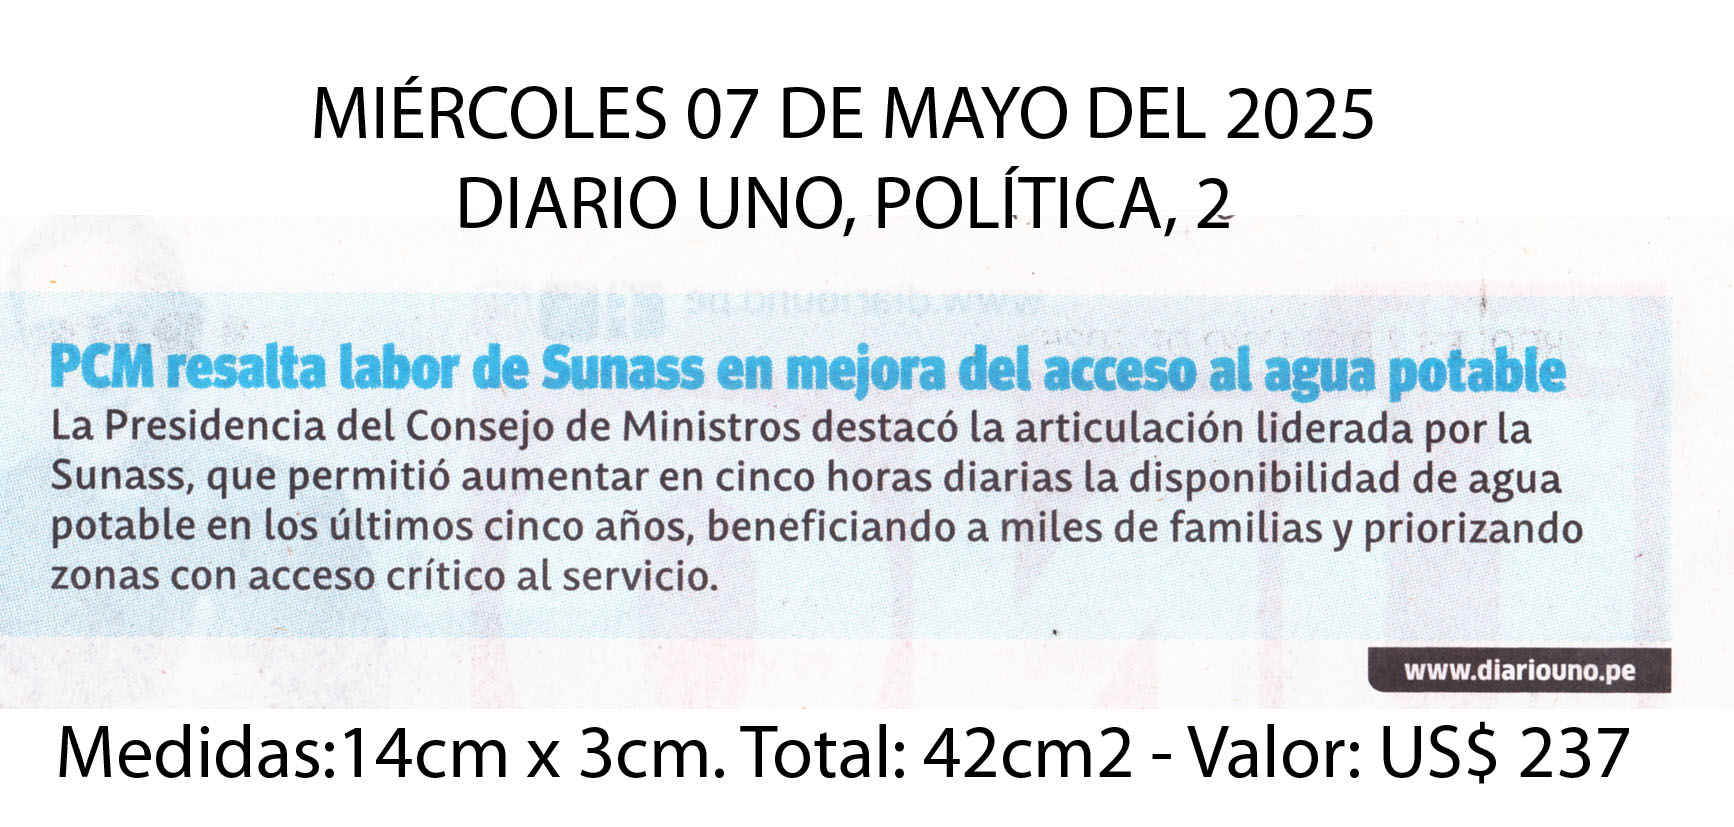 MIÉRCOLES 07 DE MAYO DEL 2025
DIARIO UNO, POLÍTICA, 2
www.diariouno.pe
PCM resalta labor de Sunass en mejora del acceso al agua potable
La Presidencia del Consejo de Ministros destacó la articulación liderada por la
Sunass, que permitió aumentar en cinco horas diarias la disponibilidad de agua
potable en los últimos cinco años, beneficiando a miles de familias y priorizando
zonas con acceso crítico al servicio.
www.diariouno.pe
Medidas:14cm x 3cm. Total: 42cm2 - Valor: US$ 237